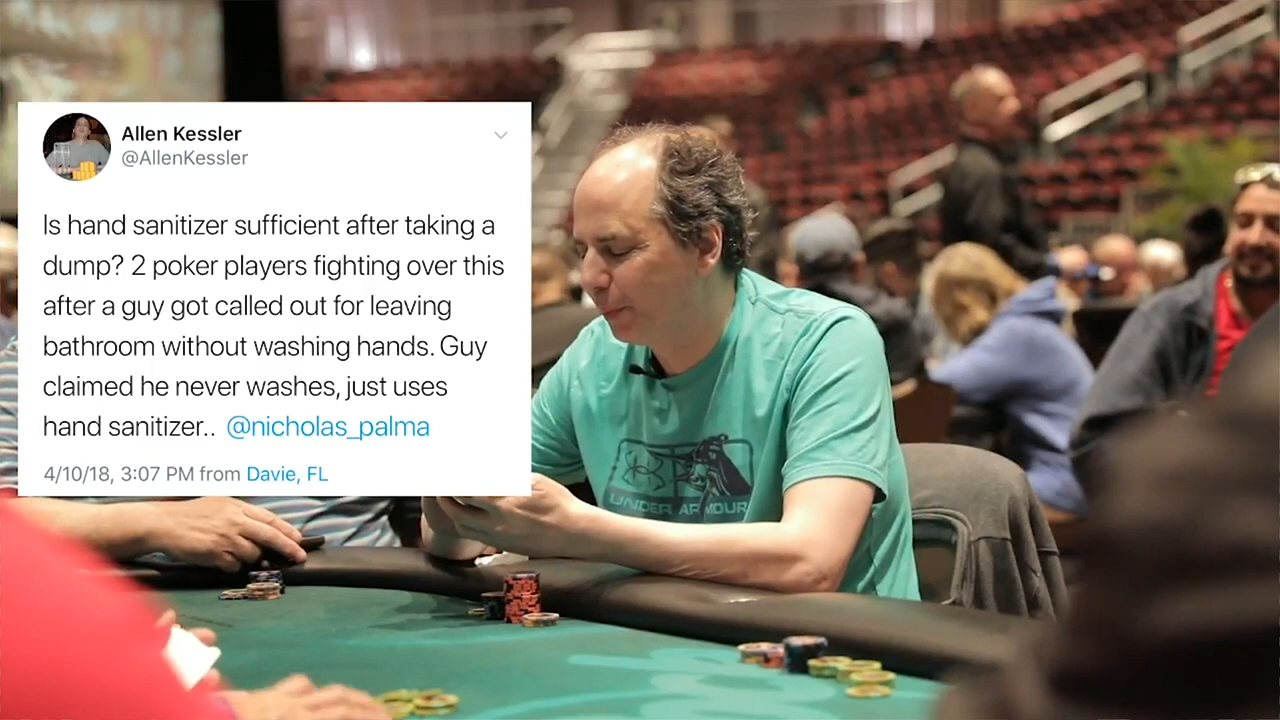 Allen Kessler
@AllenKessler
Is hand sanitizer sufficient after taking a
dump? 2 poker players fighting over this
after a guy got called out for leaving
bathroom without washing hands. Guy
claimed he never washes, just uses
hand sanitizer.. @nicholas_palma
4/10/18, 3:07 PM from Davie, FL
UNDER ARMOUR